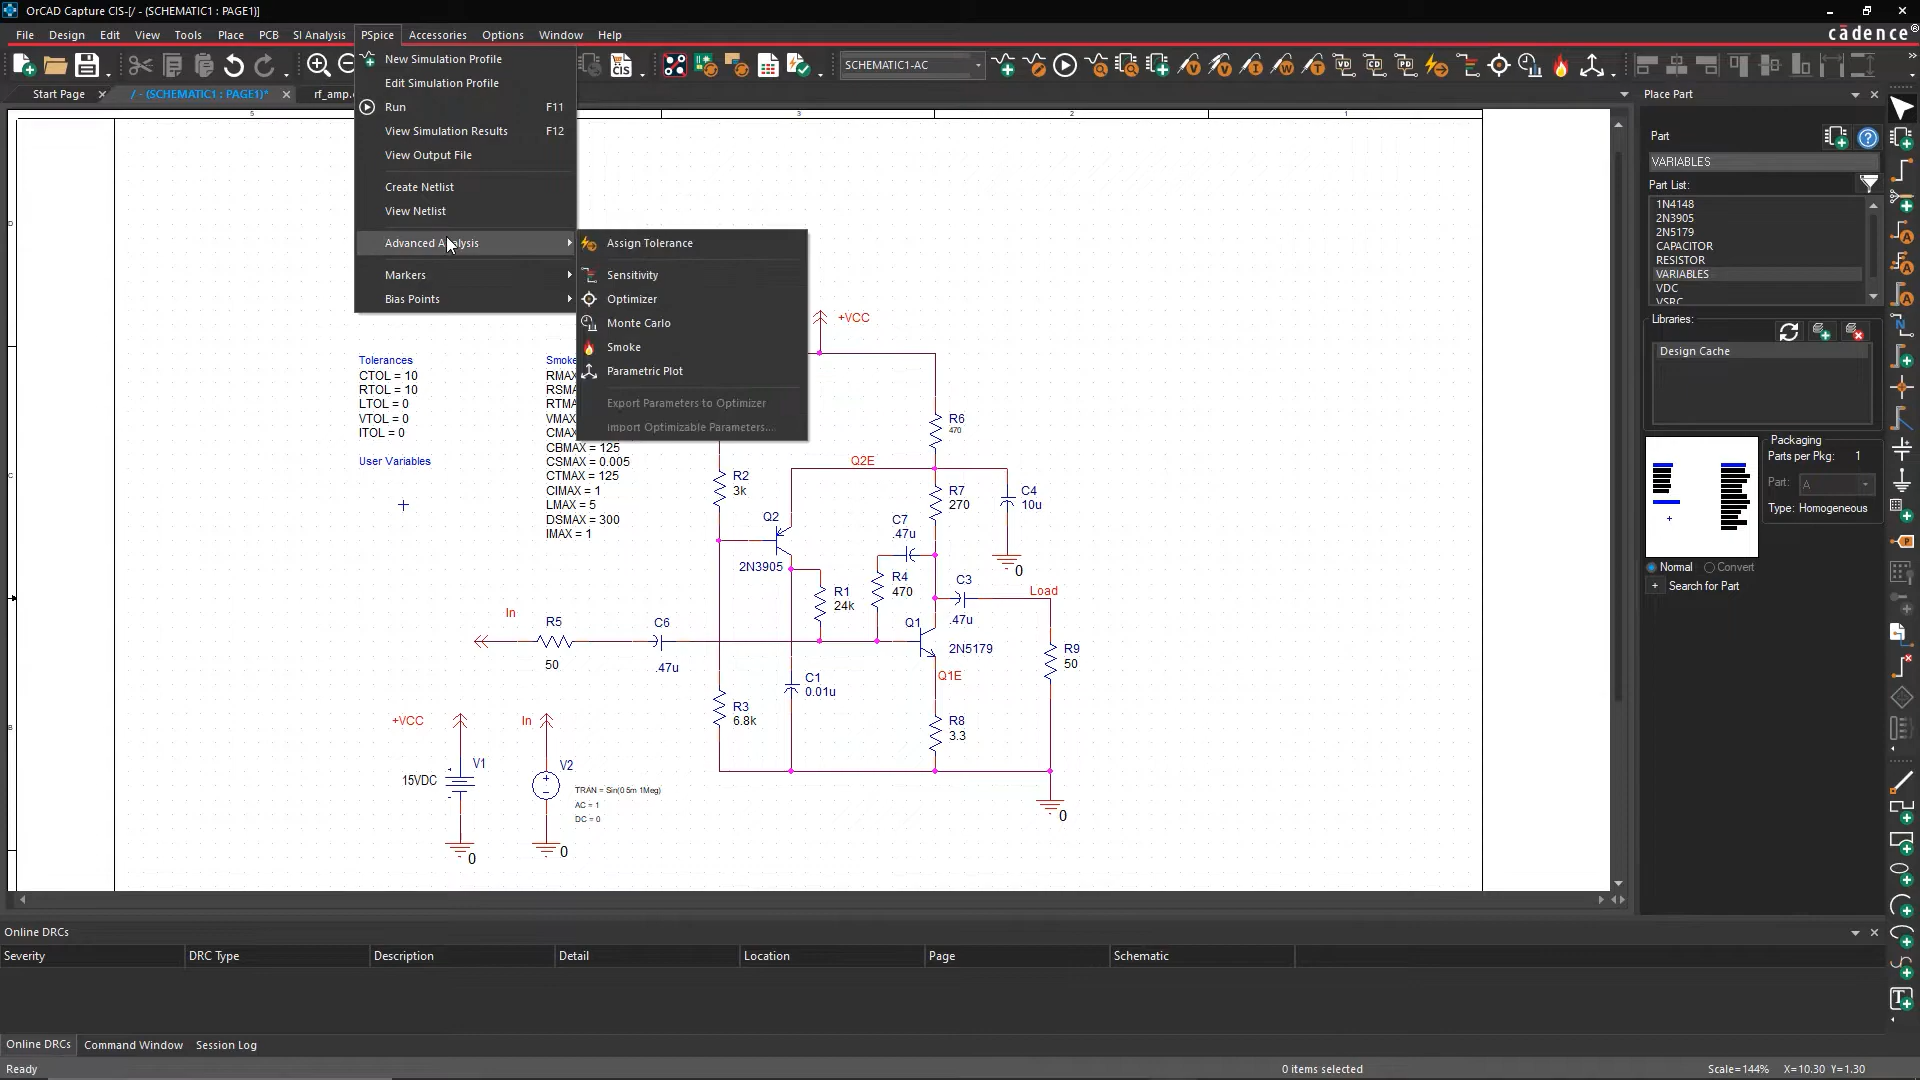 OrCAD Capture CIS-[/ - (SCHEMATIC1 : PAGE1)]
File Design Edit View Tools Place PCB SI Analysis PSpice Accessories Options Window Help
cādence®
SCHEMATIC1-AC
Start Page
/ - (SCHEMATIC1 : PAGE1)*
rf_amp.
New Simulation Profile
Edit Simulation Profile
Run F11
View Simulation Results F12
View Output File
Create Netlist
View Netlist
Advanced Analysis
Markers
Bias Points
Assign Tolerance
Sensitivity
Optimizer
Monte Carlo
Smoke
Parametric Plot
Export Parameters to Optimizer
Import Optimizable Parameters...
5 3 2 1
D
C
B
Tolerances
CTOL = 10
RTOL = 10
LTOL = 0
VTOL = 0
ITOL = 0
User Variables
Smoke
RMAX
RSMA
RTMA
VMAX
CMAX
CBMAX = 125
CSMAX = 0.005
CTMAX = 125
CIMAX = 1
LMAX = 5
DSMAX = 300
IMAX = 1
+VCC
R6
470
Q2E
R2
3k
R7
270
C4
10u
0
Q2
2N3905
C7
.47u
R1
24k
R4
470
C3
.47u
Load
In
R5
50
C6
.47u
Q1
2N5179
Q1E
R9
50
C1
0.01u
R3
6.8k
R8
3.3
0
+VCC
V1
15VDC
0
In
V2
TRAN = Sin(0 5m 1Meg)
AC = 1
DC = 0
0
Place Part
Part
VARIABLES
Part List:
1N4148
2N3905
2N5179
CAPACITOR
RESISTOR
VARIABLES
VDC
VSRC
Libraries:
Design Cache
Packaging
Parts per Pkg: 1
Part: A
Type: Homogeneous
Normal Convert
+ Search for Part
Online DRCs
Severity DRC Type Description Detail Location Page Schematic
Online DRCs Command Window Session Log
Ready 0 items selected Scale=144% X=10.30 Y=1.30